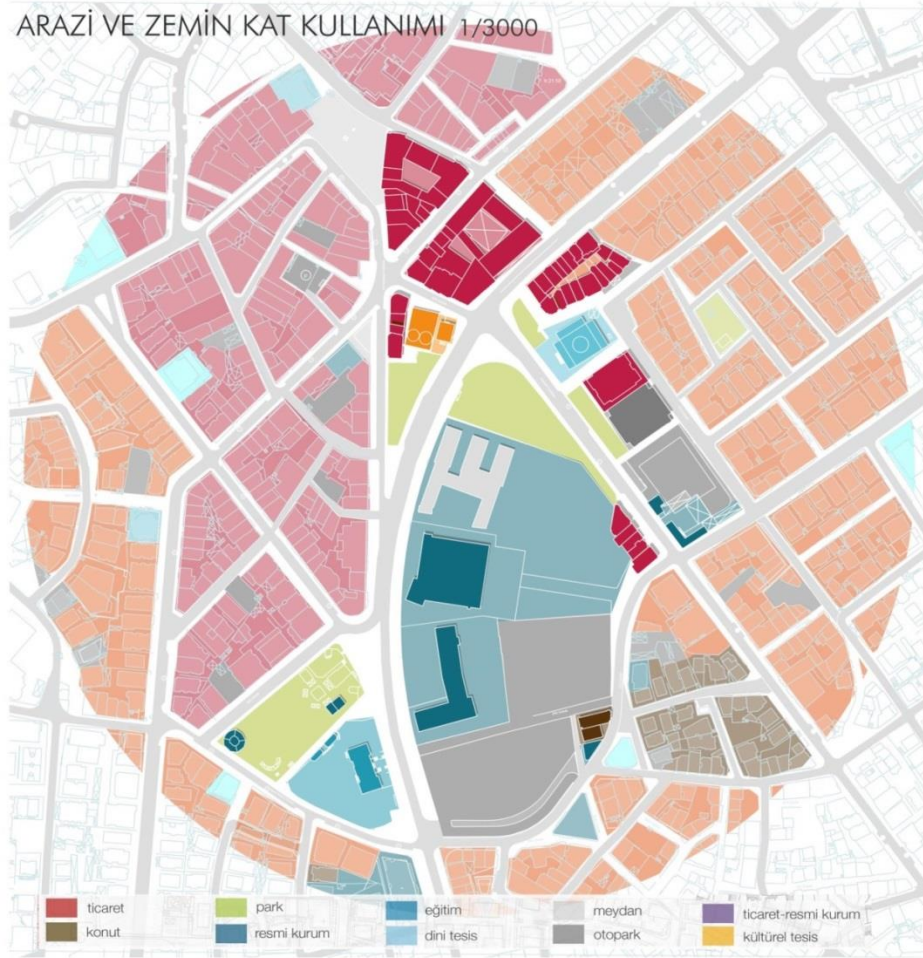 ARAZİ VE ZEMİN KAT KULLANIMI 1/3000
ticaret
park
eğitim
meydan
ticaret-resmi kurum
konut
resmi kurum
dini tesis
otopark
kültürel tesis